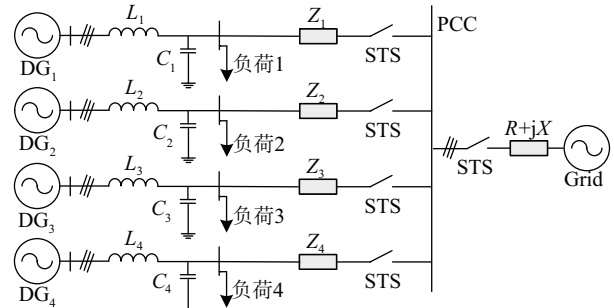 L₁ Z₁ PCC
DG₁ C₁ 负荷1 STS
L₂ Z₂
DG₂ C₂ 负荷2 STS R+jX
L₃ Z₃ STS Grid
DG₃ C₃ 负荷3 STS
L₄ Z₄
DG₄ C₄ 负荷4 STS